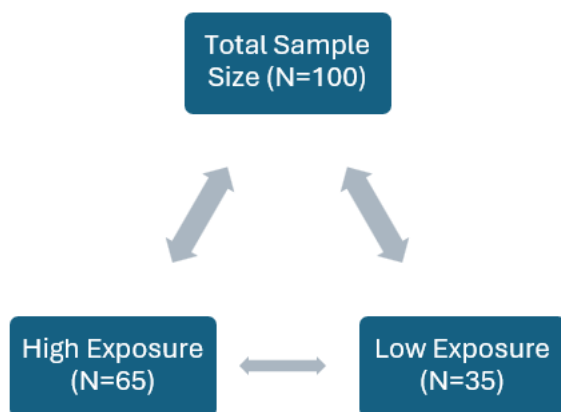 Total Sample
Size (N=100)
High Exposure
(N=65)
Low Exposure
(N=35)